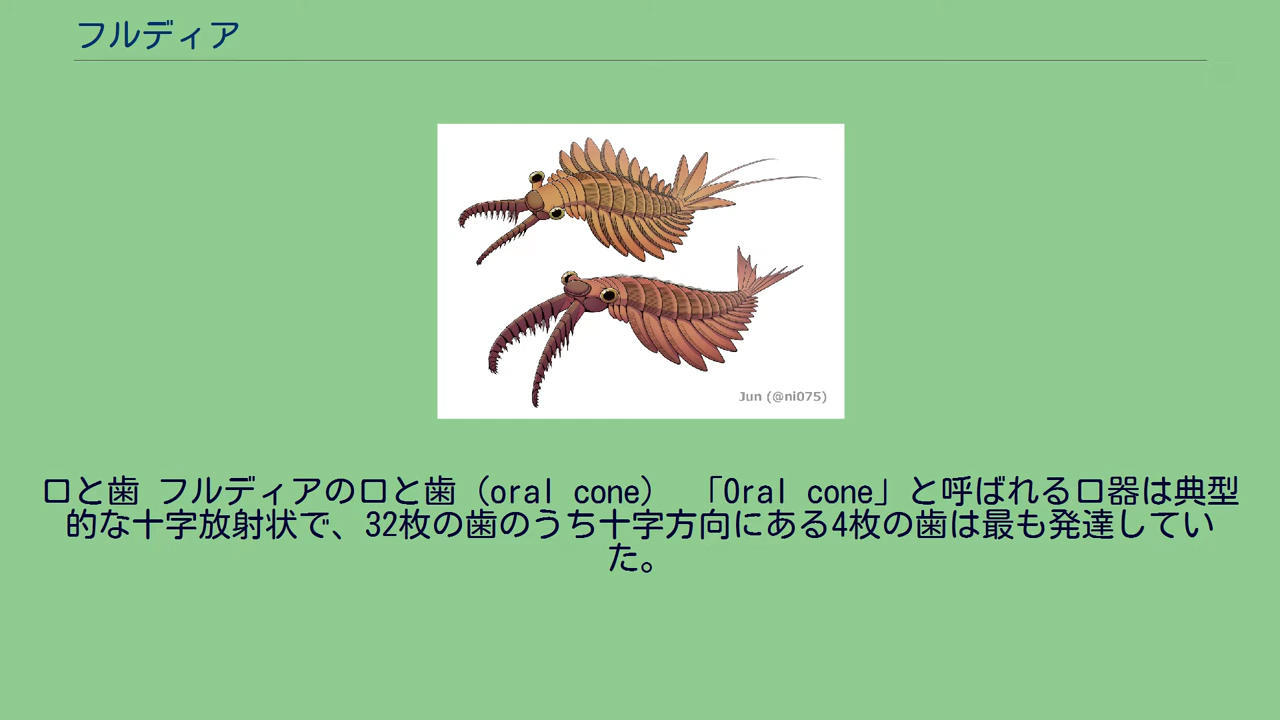 フルディア
Jun (@ni075)
口と歯 フルディアの口と歯（oral cone） 「Oral cone」と呼ばれる口器は典型
的な十字放射状で、32枚の歯のうち十字方向にある4枚の歯は最も発達してい
た。